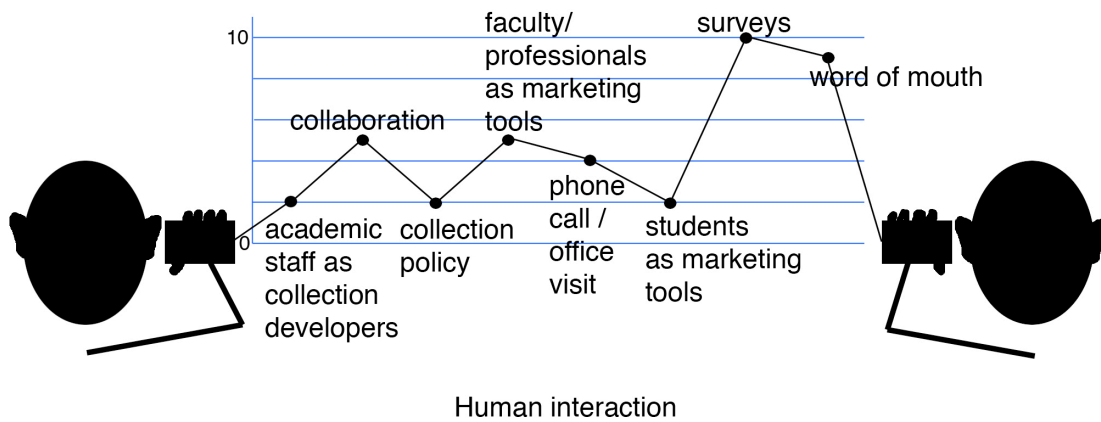 faculty/
professionals
as marketing
tools
surveys
10
word of mouth
collaboration
phone
call /
office
visit
0
academic
staff as
collection
developers
collection
policy
students
as marketing
tools
Human interaction